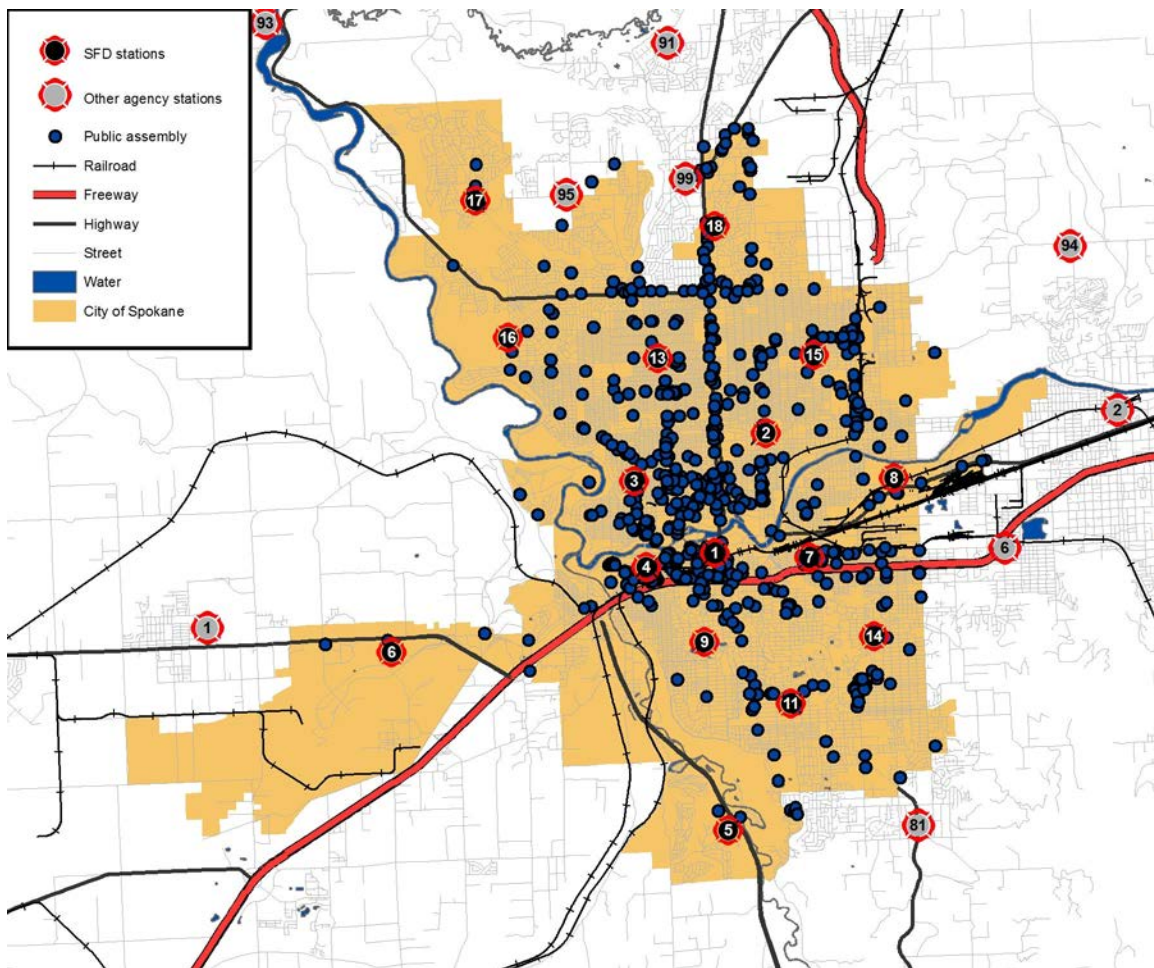 SFD stations
Other agency stations
Public assembly
Railroad
Freeway
Highway
Street
Water
City of Spokane
93
91
95
99
17
18
94
16
13
15
2
2
3
8
1
4
7
6
1
6
9
14
11
5
81